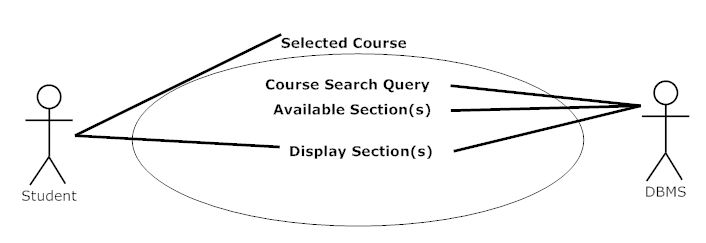 Selected Course
Course Search Query
Available Section(s)
Display Section(s)
Student
DBMS